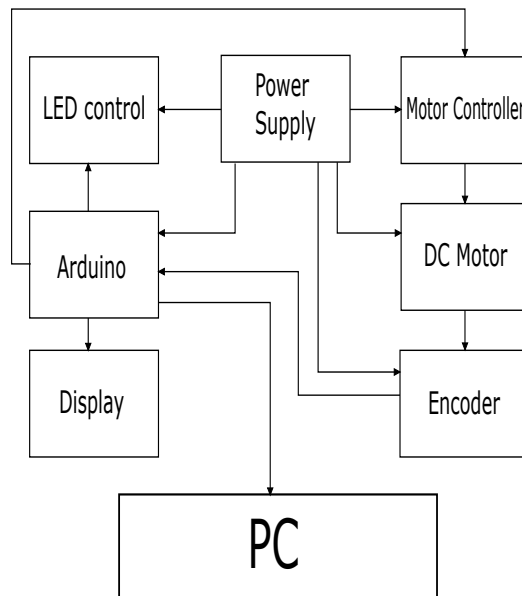 LED control
Power
Supply
Motor Controller
Arduino
DC Motor
Display
Encoder
PC